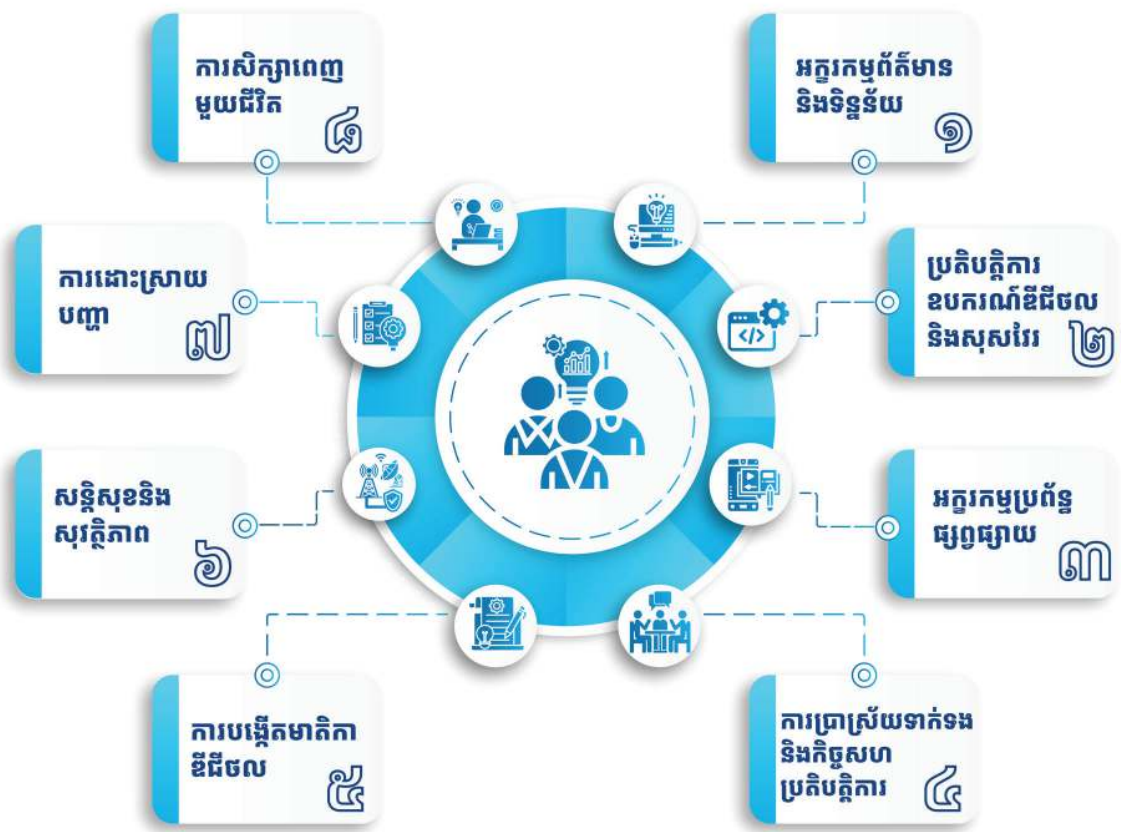 អក្ខរកម្មព័ត៌មាន
និងទិន្នន័យ
១
ប្រតិបត្តិការ
ឧបករណ៍ឌីជីថល
និងសុសវែរ
២
អក្ខរកម្មប្រព័ន្ធ
ផ្សព្វផ្សាយ
៣
ការប្រាស្រ័យទាក់ទង
និងកិច្ចសហ
ប្រតិបត្តិការ
៤
ការបង្កើតមាតិកា
ឌីជីថល
៥
សន្តិសុខនិង
សុវត្ថិភាព
៦
ការដោះស្រាយ
បញ្ហា
៧
ការសិក្សាពេញ
មួយជីវិត
៨